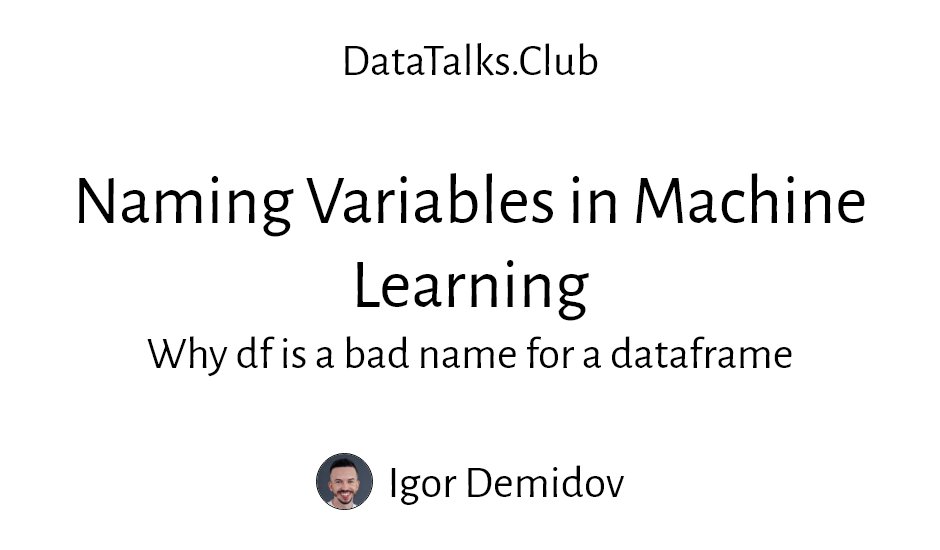 DataTalks.Club
Naming Variables in Machine
Learning
Why df is a bad name for a dataframe
Igor Demidov